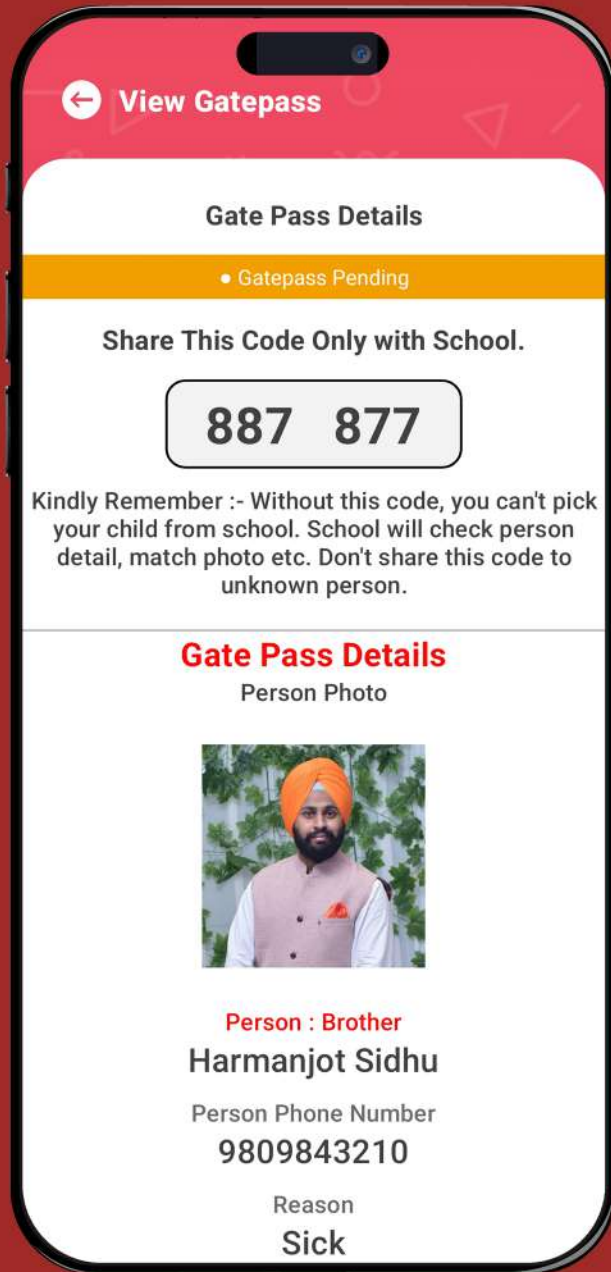 View Gatepass
Gate Pass Details
• Gatepass Pending
Share This Code Only with School.
887 877
Kindly Remember :- Without this code, you can't pick
your child from school. School will check person
detail, match photo etc. Don't share this code to
unknown person.
Gate Pass Details
Person Photo
Person : Brother
Harmanjot Sidhu
Person Phone Number
9809843210
Reason
Sick